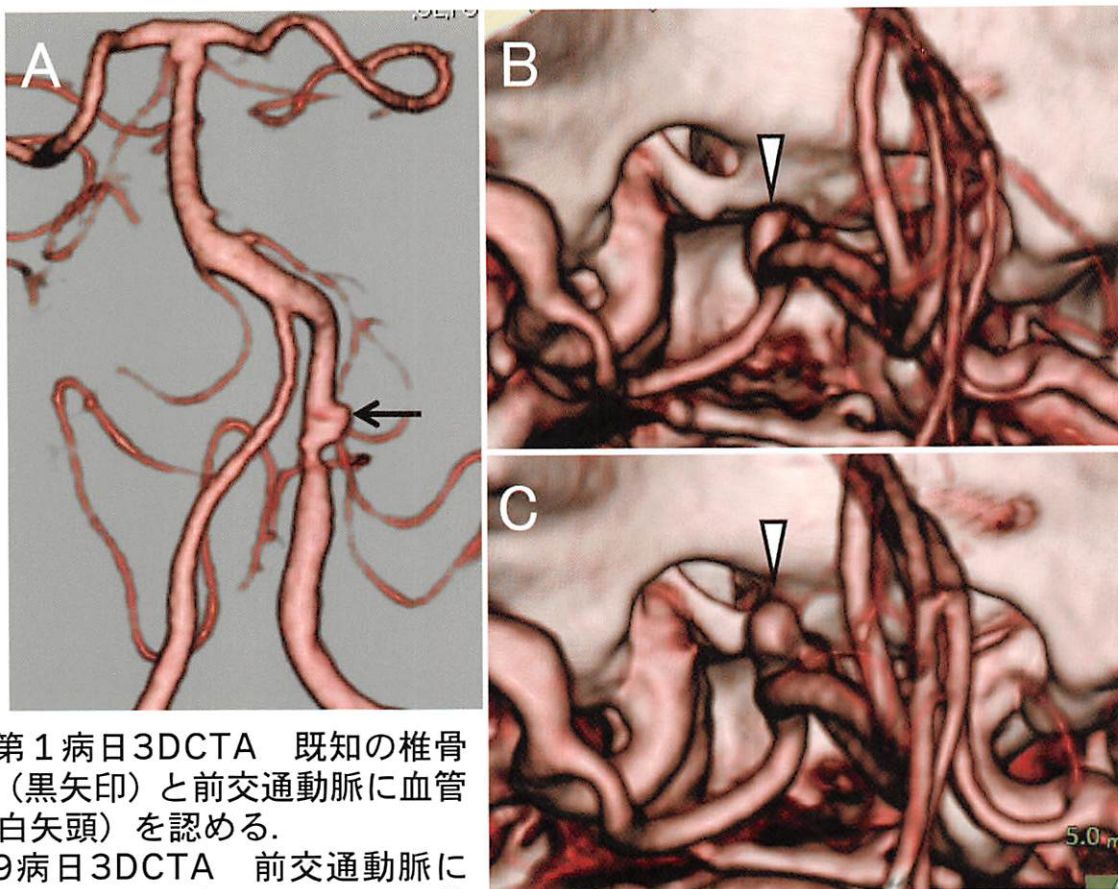 A
B
C
第１病日3DCTA　既知の椎骨
（黒矢印）と前交通動脈に血管
白矢頭）を認める.
9病日3DCTA　前交通動脈に
5.0 m